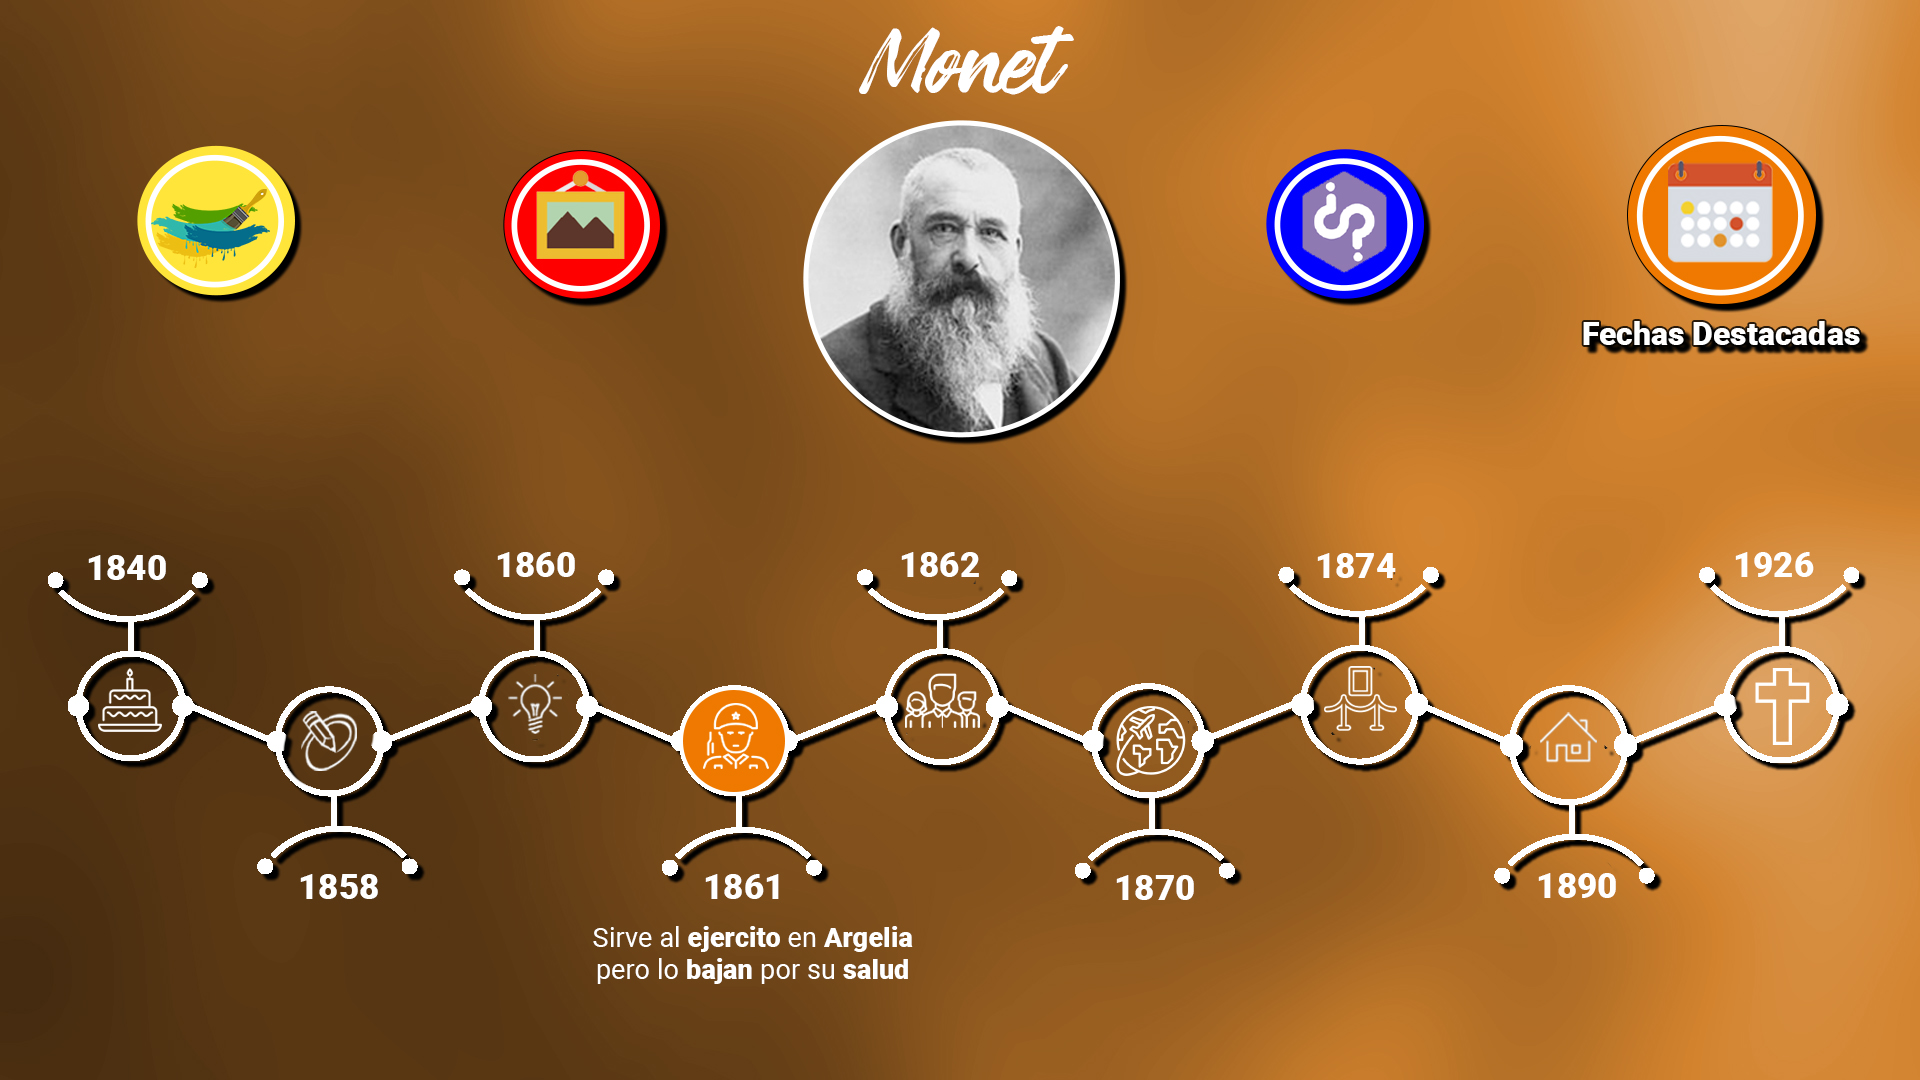 Monet
Fechas Destacadas
1840
1860
1862
1874
1926
1858
1861
1870
1890
Sirve al ejercito en Argelia
pero lo bajan por su salud